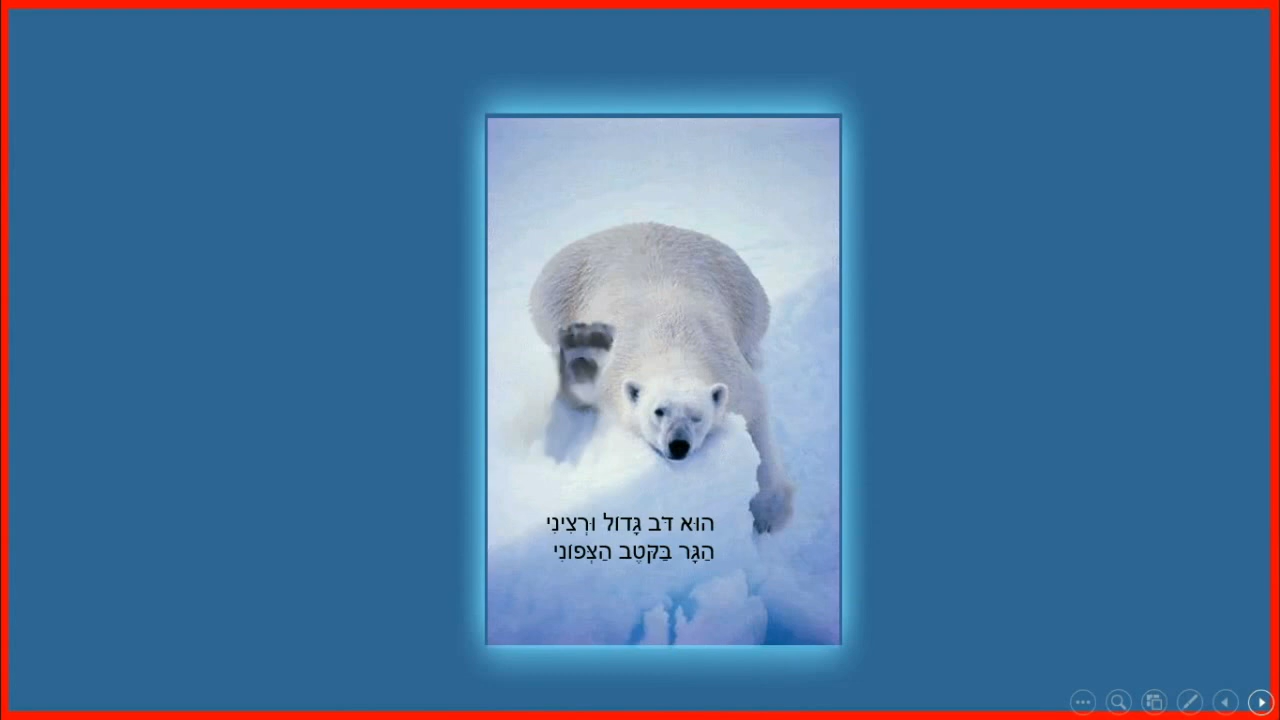 הוּא דֹּב גָּדוֹל וּרְצִינִי
הַגָּר בַּקֹּטֶב הַצְּפוֹנִי